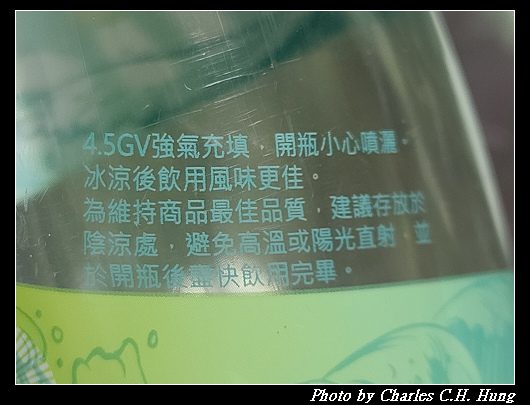 4.5GV強氣充填，開瓶小心噴灑。
冰涼後飲用風味更佳。
為維持商品最佳品質，建議存放於
陰涼處，避免高溫或陽光直射，並
於開瓶後盡快飲用完畢。
Photo by Charles C.H. Hung